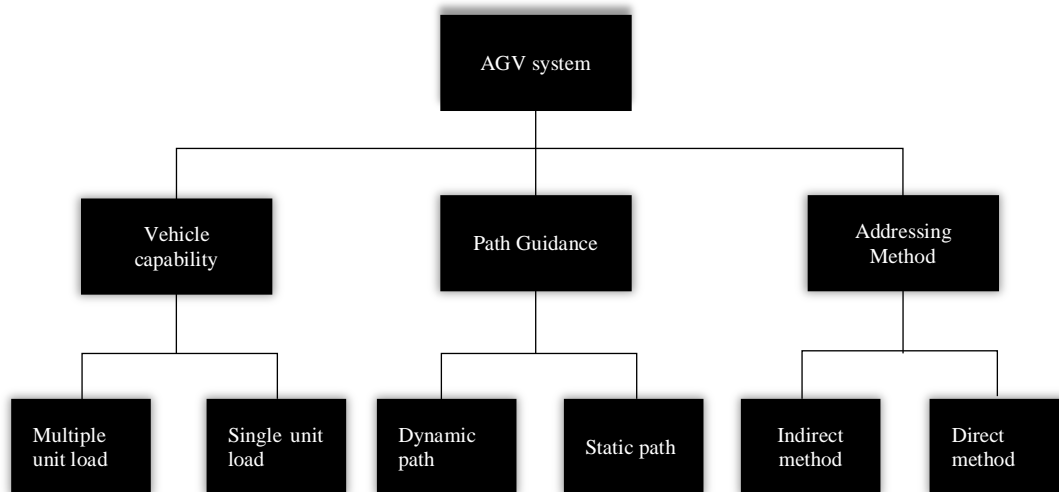 AGV system
Vehicle
capability
Path Guidance
Addressing
Method
Multiple
unit load
Single unit
load
Dynamic
path
Static path
Indirect
method
Direct
method